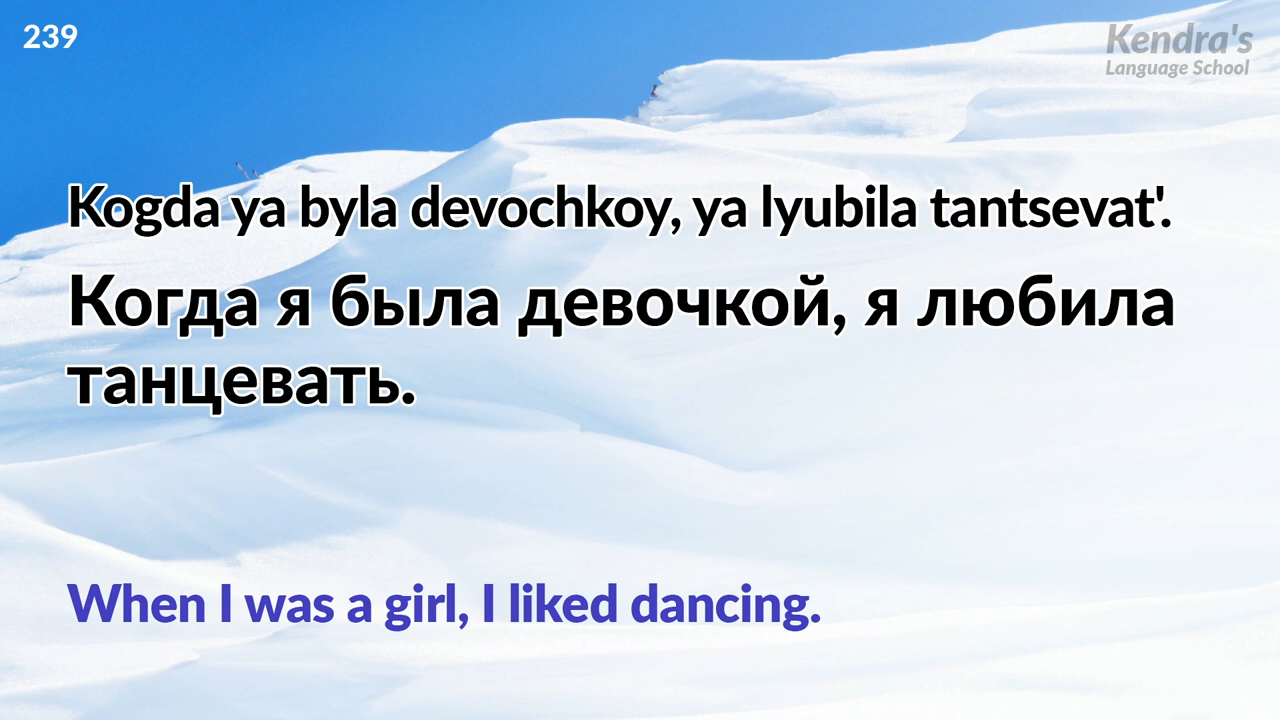 239
Kendra's
Language School
Kogda ya byla devochkoy, ya lyubila tantsevat'.
Когда я была девочкой, я любила
танцевать.
When I was a girl, I liked dancing.